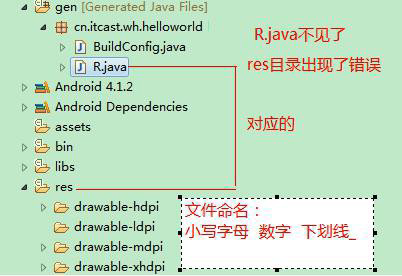 gen [Generated Java Files]
cn.itcast.wh.helloworld
BuildConfig.java
R.java
R.java不见了
res目录出现了错误
Android 4.1.2
Android Dependencies
对应的
assets
bin
libs
res
drawable-hdpi
drawable-ldpi
drawable-mdpi
drawable-xhdpi
文件命名：
小写字母 数字 下划线_